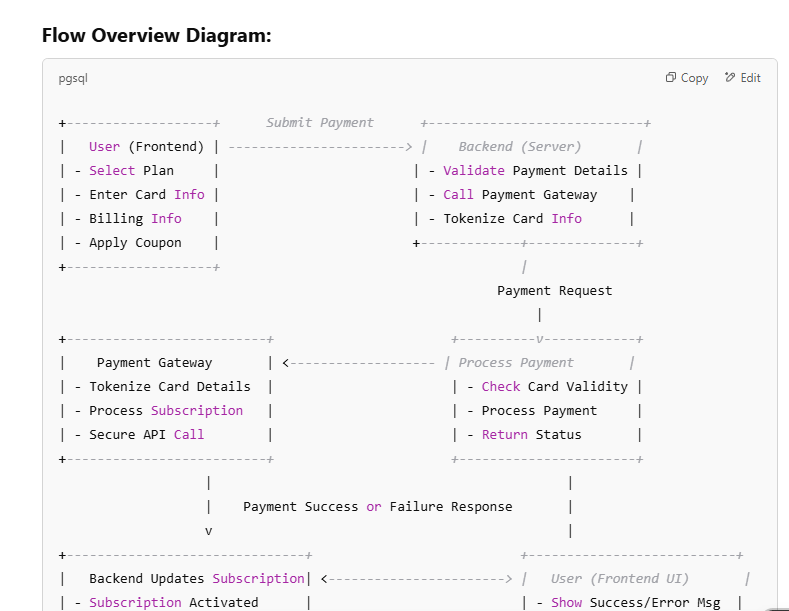 Flow Overview Diagram:
pgsql
Copy
Edit
+-------------------+      Submit Payment      +----------------------------+
|   User (Frontend) | -----------------------> |    Backend (Server)       |
| - Select Plan     |                         | - Validate Payment Details |
| - Enter Card Info |                         | - Call Payment Gateway    |
| - Billing Info    |                         | - Tokenize Card Info      |
| - Apply Coupon    |                         +-------------+--------------+
+-------------------+                                       |
Payment Request
|
+--------------------------+                       +----------v------------+
|    Payment Gateway       | <------------------- | Process Payment       |
| - Tokenize Card Details  |                       | - Check Card Validity |
| - Process Subscription   |                       | - Process Payment     |
| - Secure API Call        |                       | - Return Status       |
+--------------------------+                       +-----------------------+
|                                              |
|    Payment Success or Failure Response       |
v                                              |
+-------------------------------+                           +---------------------------+
|   Backend Updates Subscription| <-----------------------> |   User (Frontend UI)       |
| - Subscription Activated      |                           | - Show Success/Error Msg  |